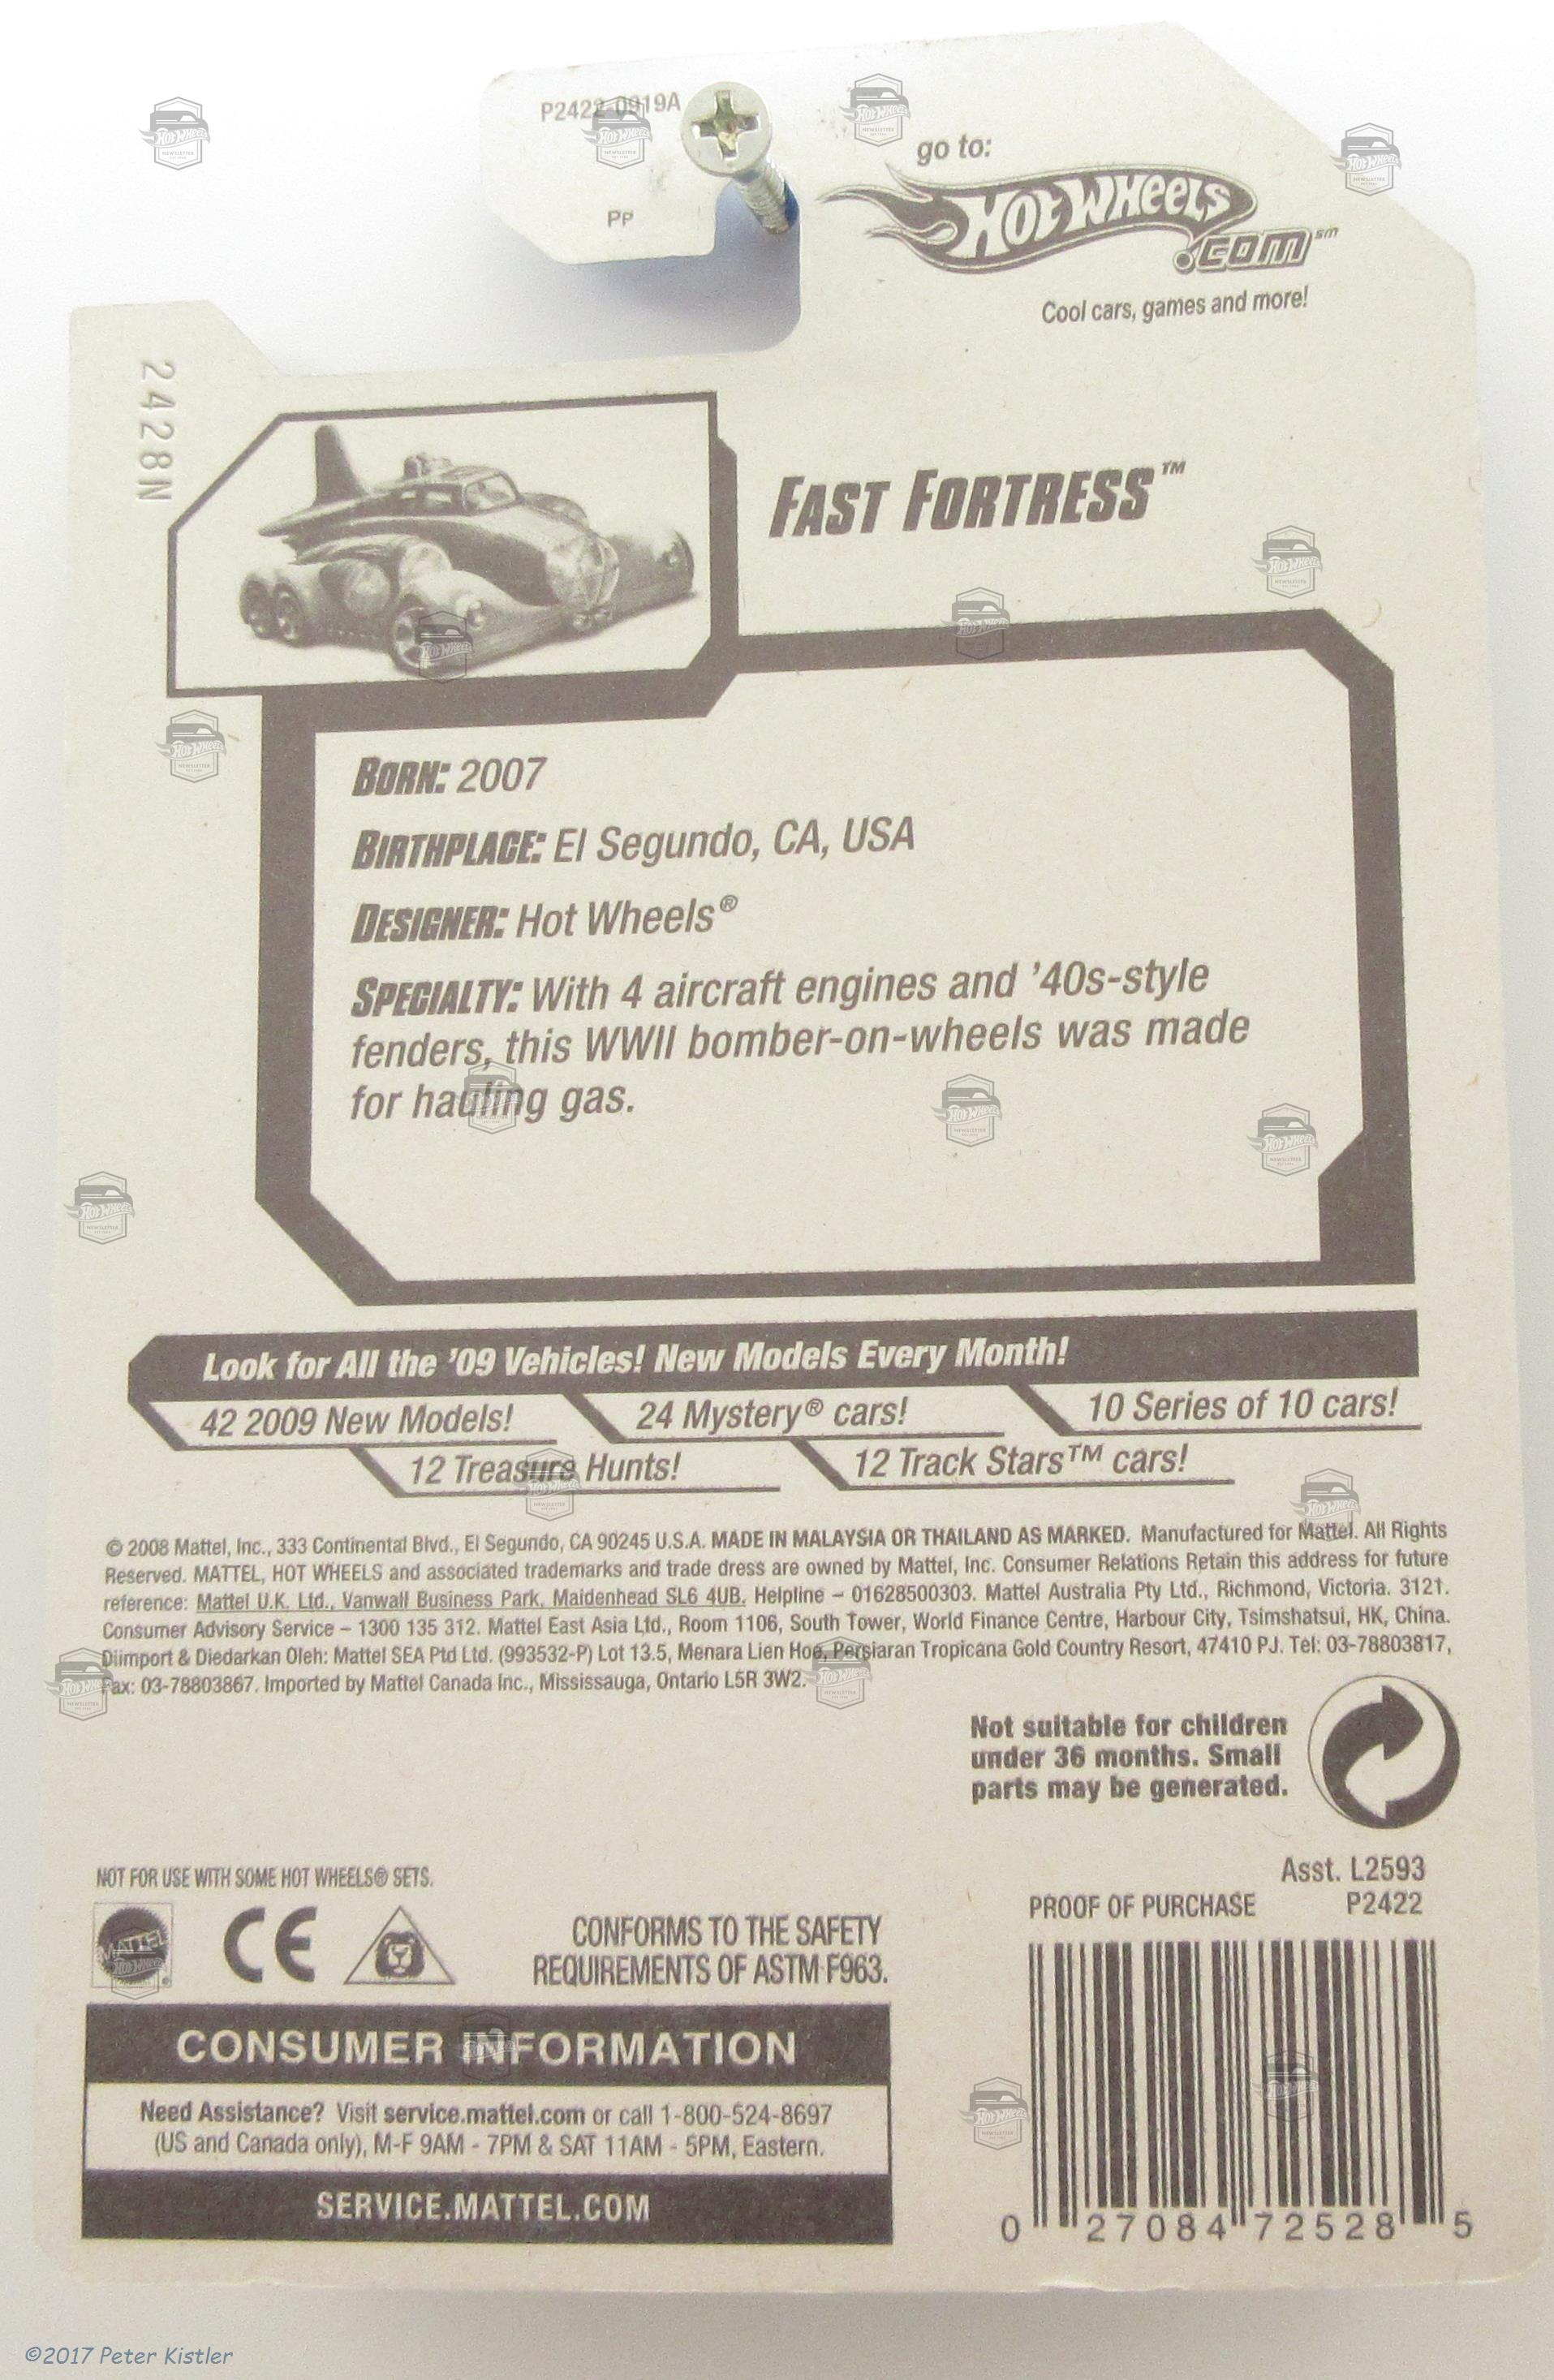 P2422-0919A
PP
go to:
Hot Wheels
.com℠
Cool cars, games and more!
2428N
FAST FORTRESS™
BORN: 2007
BIRTHPLACE: El Segundo, CA, USA
DESIGNER: Hot Wheels®
SPECIALTY: With 4 aircraft engines and '40s-style
fenders, this WWII bomber-on-wheels was made
for hauling gas.
Look for All the '09 Vehicles! New Models Every Month!
42 2009 New Models!
24 Mystery® cars!
10 Series of 10 cars!
12 Treasure Hunts!
12 Track Stars™ cars!
© 2008 Mattel, Inc., 333 Continental Blvd., El Segundo, CA 90245 U.S.A. MADE IN MALAYSIA OR THAILAND AS MARKED. Manufactured for Mattel. All Rights
Reserved. MATTEL, HOT WHEELS and associated trademarks and trade dress are owned by Mattel, Inc. Consumer Relations Retain this address for future
reference: Mattel U.K. Ltd., Vanwall Business Park, Maidenhead SL6 4UB. Helpline – 01628500303. Mattel Australia Pty Ltd., Richmond, Victoria. 3121.
Consumer Advisory Service – 1300 135 312. Mattel East Asia Ltd., Room 1106, South Tower, World Finance Centre, Harbour City, Tsimshatsui, HK, China.
Diimport & Diedarkan Oleh: Mattel SEA Ptd Ltd. (993532-P) Lot 13.5, Menara Lien Hoe, Persiaran Tropicana Gold Country Resort, 47410 PJ. Tel: 03-78803817,
Fax: 03-78803867. Imported by Mattel Canada Inc., Mississauga, Ontario L5R 3W2.
Not suitable for children
under 36 months. Small
parts may be generated.
NOT FOR USE WITH SOME HOT WHEELS® SETS.
MATTEL
CE
CONFORMS TO THE SAFETY
REQUIREMENTS OF ASTM F963.
Asst. L2593
PROOF OF PURCHASE P2422
CONSUMER INFORMATION
Need Assistance? Visit service.mattel.com or call 1-800-524-8697
(US and Canada only), M-F 9AM - 7PM & SAT 11AM - 5PM, Eastern.
SERVICE.MATTEL.COM
0 27084 72528 5
©2017 Peter Kistler